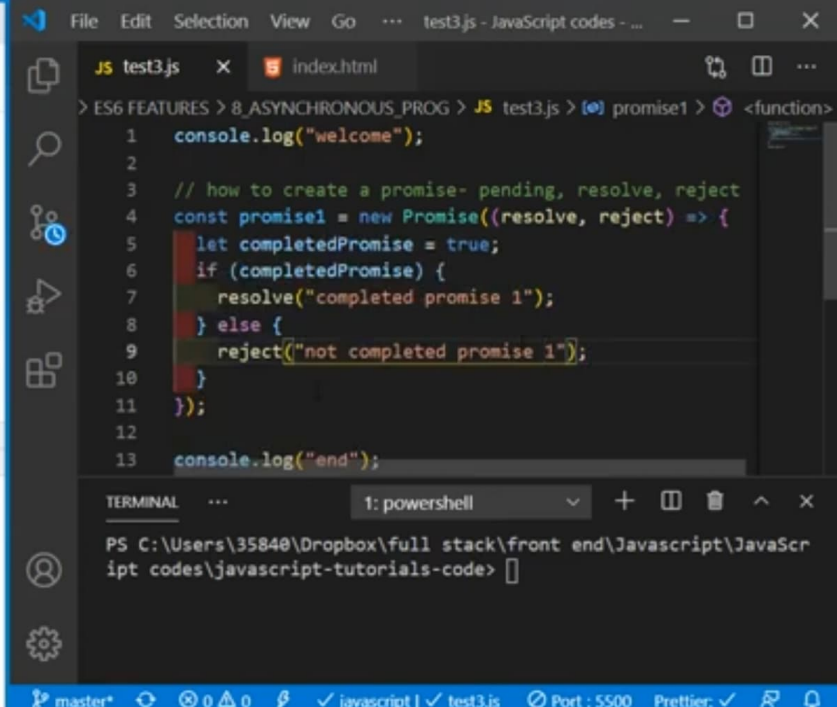 File Edit Selection View Go ... test3.js - JavaScript codes - ...
JS test3.js index.html ...
> ES6 FEATURES > 8_ASYNCHRONOUS_PROG > JS test3.js > promise1 > <function>
1 console.log("welcome");
2
3 // how to create a promise- pending, resolve, reject
4 const promise1 = new Promise((resolve, reject) => {
5 let completedPromise = true;
6 if (completedPromise) {
7 resolve("completed promise 1");
8 } else {
9 reject("not completed promise 1");
10 }
11 });
12
13 console.log("end");
TERMINAL ... 1: powershell
PS C:\Users\35840\Dropbox\full stack\front end\Javascript\JavaScr
ipt codes\javascript-tutorials-code>
master* 0 0 javascript | test3.js Port : 5500 Prettier: